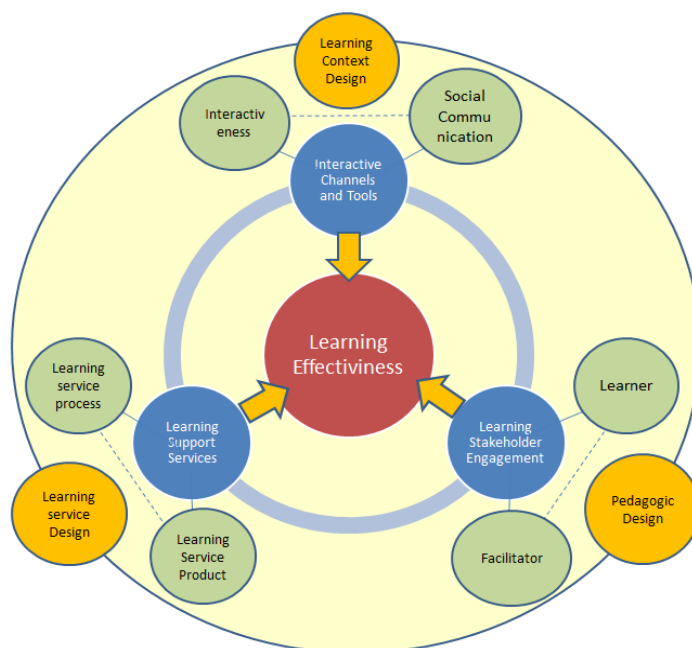 Learning
Context
Design
Interactiv
eness
Social
Commu
nication
Interactive
Channels
and Tools
Learning
Effectiviness
Learning
service
process
Learner
Learning
Support
Services
Learning
Stakeholder
Engagement
Learning
service
Design
Pedagogic
Design
Learning
Service
Product
Facilitator